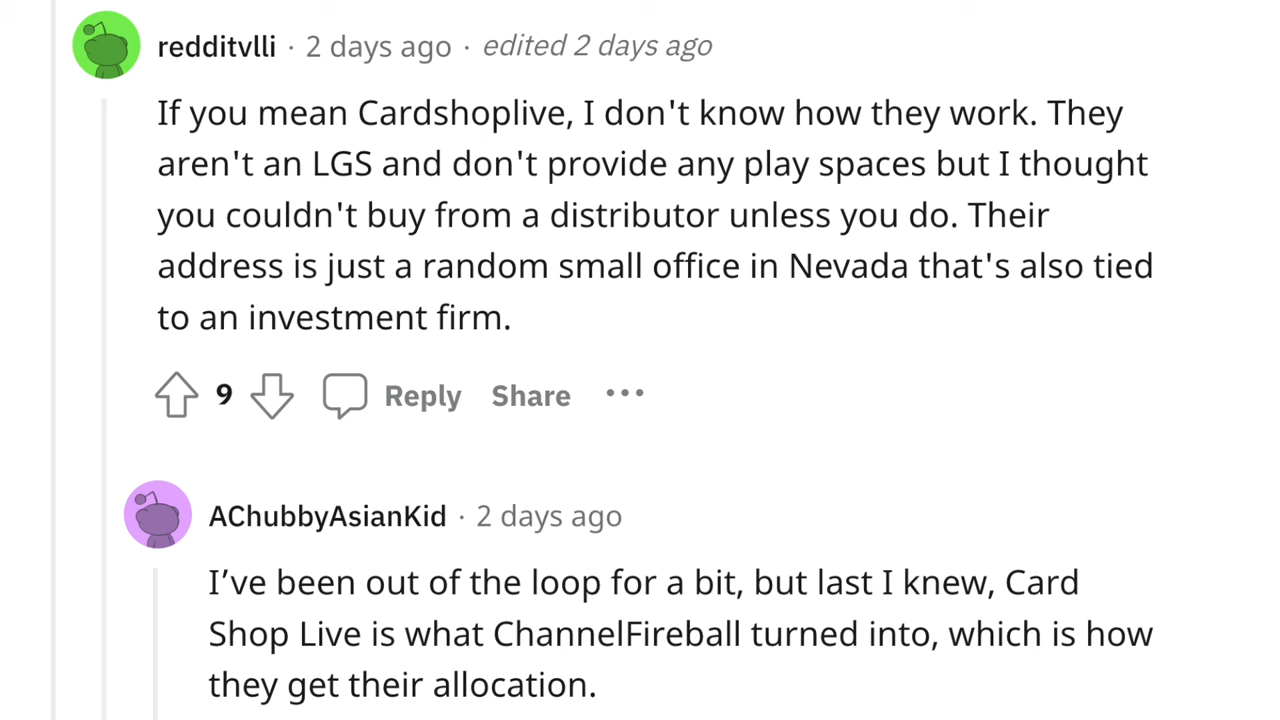 redditvlli · 2 days ago · edited 2 days ago
If you mean Cardshoplive, I don't know how they work. They
aren't an LGS and don't provide any play spaces but I thought
you couldn't buy from a distributor unless you do. Their
address is just a random small office in Nevada that's also tied
to an investment firm.
9 Reply Share ···
AChubbyAsianKid · 2 days ago
I’ve been out of the loop for a bit, but last I knew, Card
Shop Live is what ChannelFireball turned into, which is how
they get their allocation.